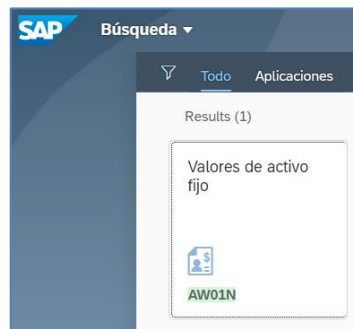 SAP Búsqueda
Todo Aplicaciones
Results (1)
Valores de activo
fijo
AW01N